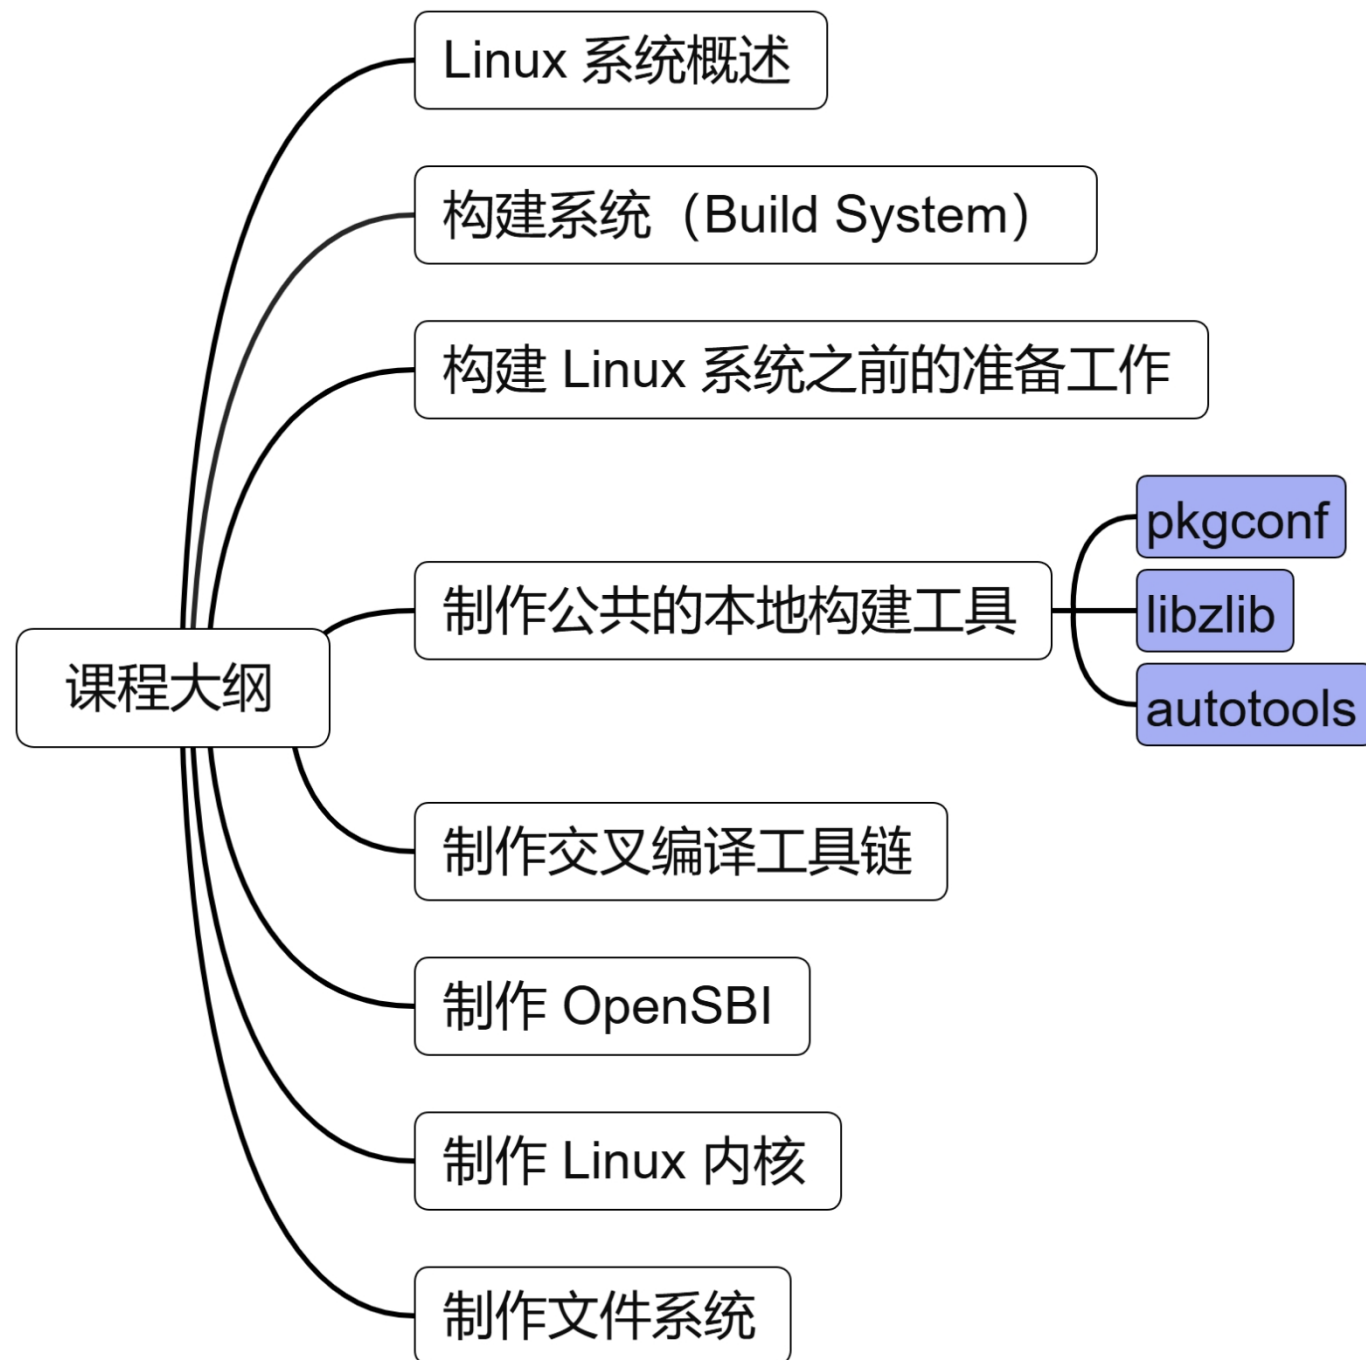 Linux 系统概述
构建系统（Build System）
构建 Linux 系统之前的准备工作
pkgconf
制作公共的本地构建工具
libzlib
autotools
课程大纲
制作交叉编译工具链
制作 OpenSBI
制作 Linux 内核
制作文件系统